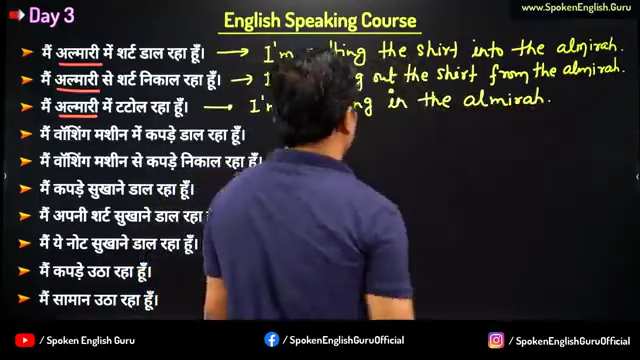 Day 3
English Speaking Course
www.SpokenEnglish.Guru
मैं अल्मारी में शर्ट डाल रहा हूँ। → I'm the shirt into the almirah.
मैं अल्मारी से शर्ट निकाल रहा हूँ। → out the shirt from the almirah.
मैं अल्मारी में टटोल रहा हूँ। → in the almirah.
मैं वॉशिंग मशीन में कपड़े डाल रहा हूँ।
मैं वॉशिंग मशीन से कपड़े निकाल रहा हूँ।
मैं कपड़े सुखाने डाल रहा हूँ।
मैं अपनी शर्ट सुखाने डाल रहा
मैं ये नोट सुखाने डाल रहा हूँ।
मैं कपड़े उठा रहा हूँ।
मैं सामान उठा रहा हूँ।
/ Spoken English Guru
/ SpokenEnglishGuruOfficial
/ SpokenEnglishGuruOfficial